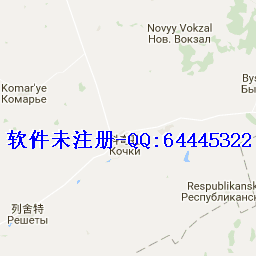 Novyy Vokzal
Нов. Вокзал
Komar'ye
Комарье
Bys
Бы
软件未注册 QQ:64445322
Кочки
Respublikansk
Республиканск
列舍特
Решеты